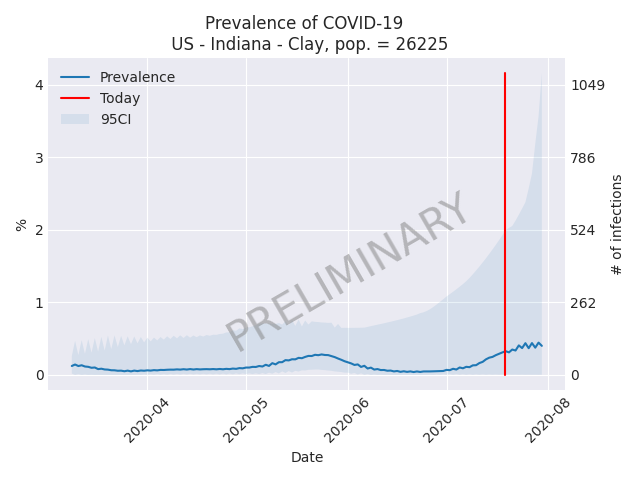 Prevalence of COVID-19
US - Indiana - Clay, pop. = 26225
Prevalence
Today
95CI
PRELIMINARY
%
4
3
2
1
0
1049
786
524
262
0
# of infections
2020-04
2020-05
2020-06
2020-07
2020-08
Date